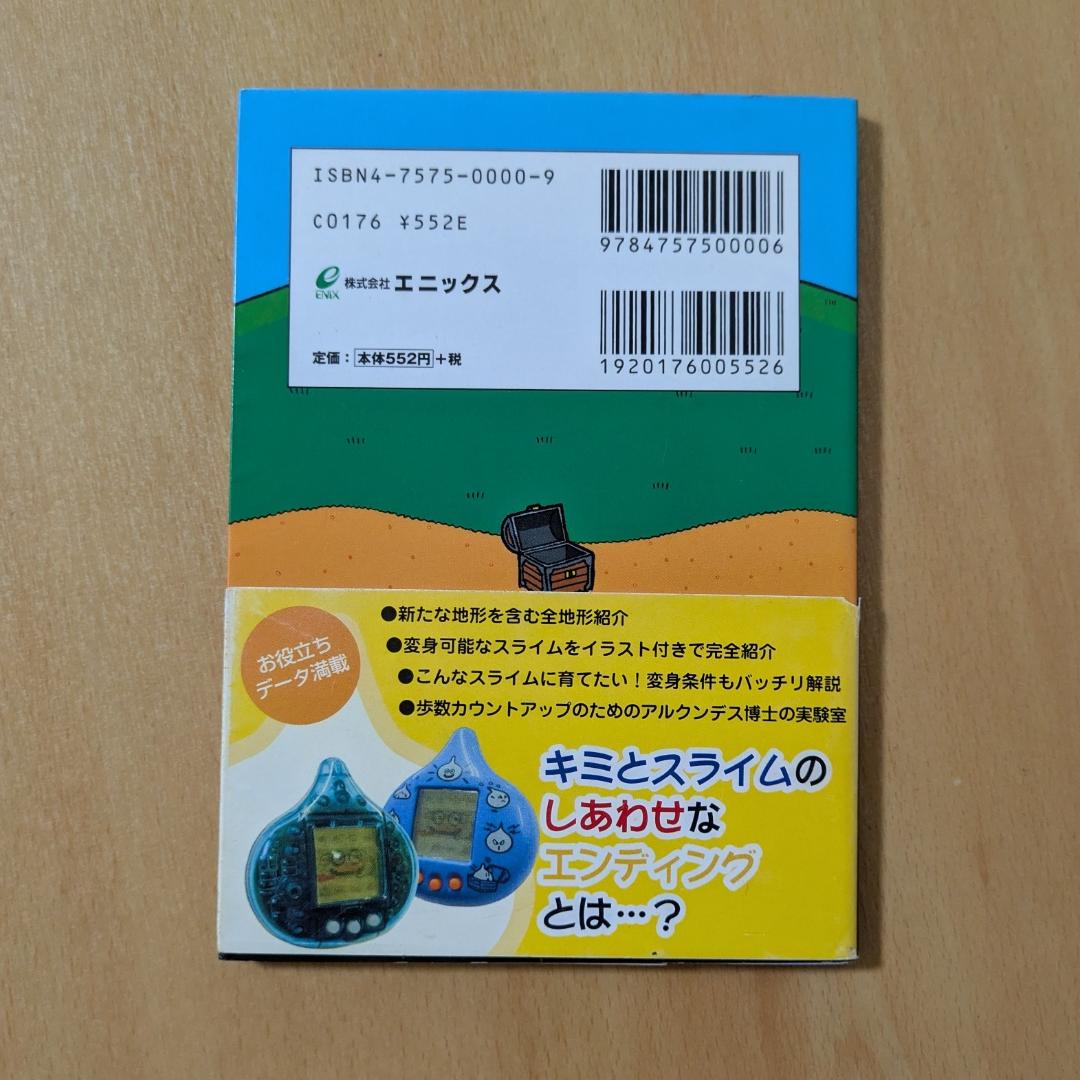 ISBN4-7575-0000-9
C0176 ¥552E
ENIX
株式会社 エニックス
定価：本体552円+税
9784757500006
1920176005526
お役立ち
データ満載
●新たな地形を含む全地形紹介
●変身可能なスライムをイラスト付きで完全紹介
●こんなスライムに育てたい！変身条件もバッチリ解説
●歩数カウントアップのためのアルクンデス博士の実験室
キミとスライムの
しあわせな
エンディング
とは…？